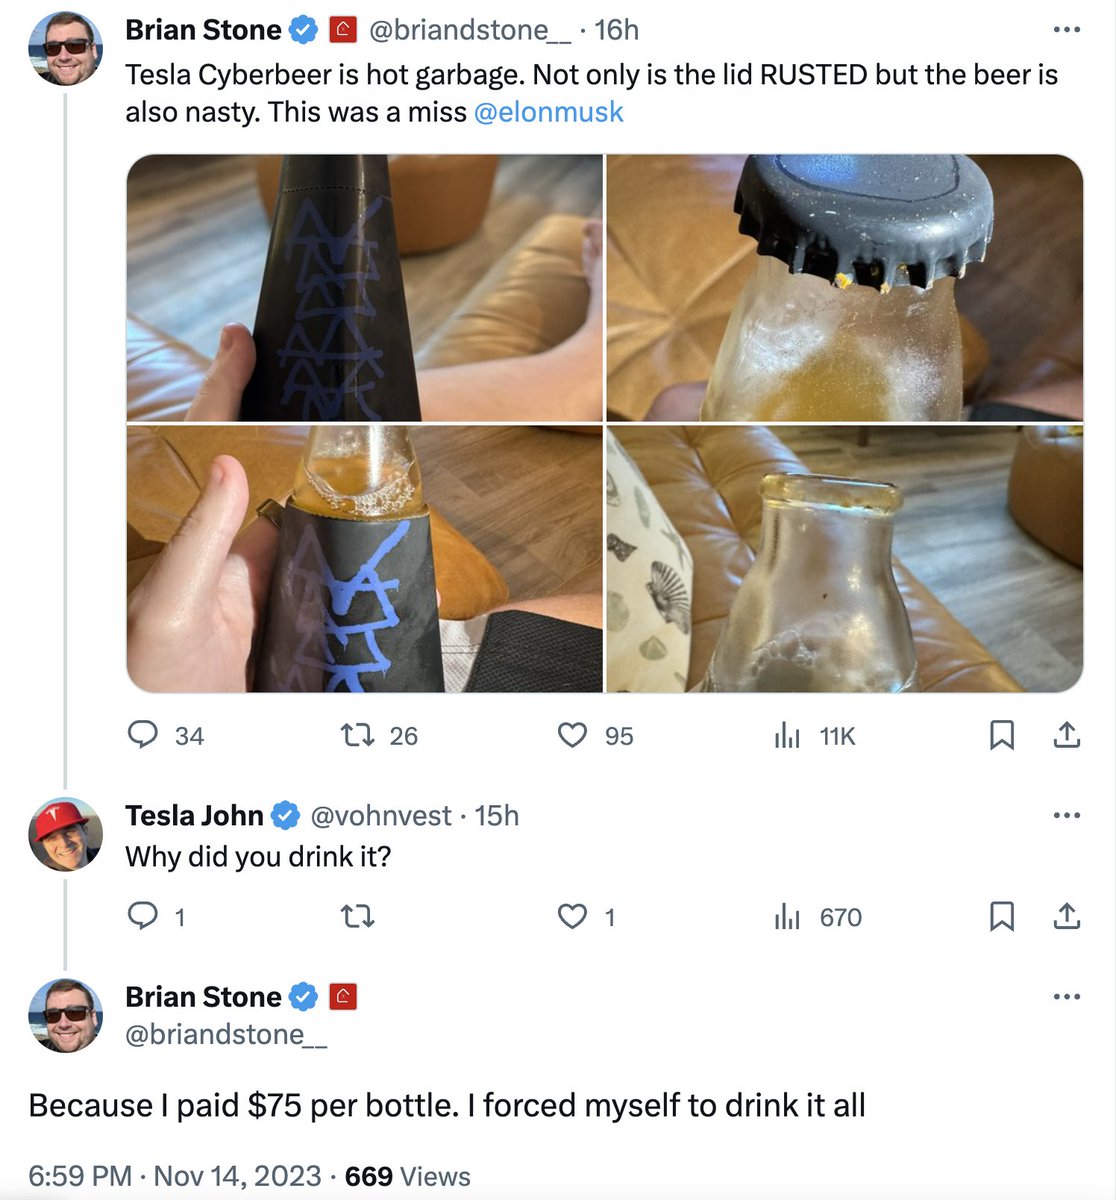 Brian Stone @briandstone__ · 16h
Tesla Cyberbeer is hot garbage. Not only is the lid RUSTED but the beer is
also nasty. This was a miss @elonmusk
34 26 95 11K
Tesla John @vohnvest · 15h
Why did you drink it?
1 1 670
Brian Stone
@briandstone__
Because I paid $75 per bottle. I forced myself to drink it all
6:59 PM · Nov 14, 2023 · 669 Views